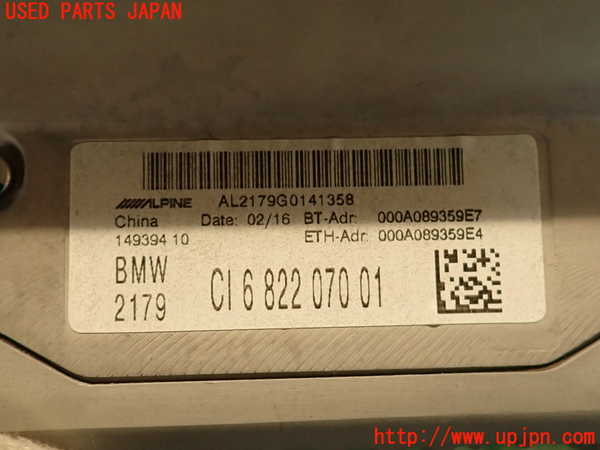 USED PARTS JAPAN
ALPINE AL2179G0141358
China Date: 02/16 BT-Adr: 000A089359E7
149394 10 ETH-Adr: 000A089359E4
BMW
2179
CI 6 822 070 01
http://www.upjpn.com/